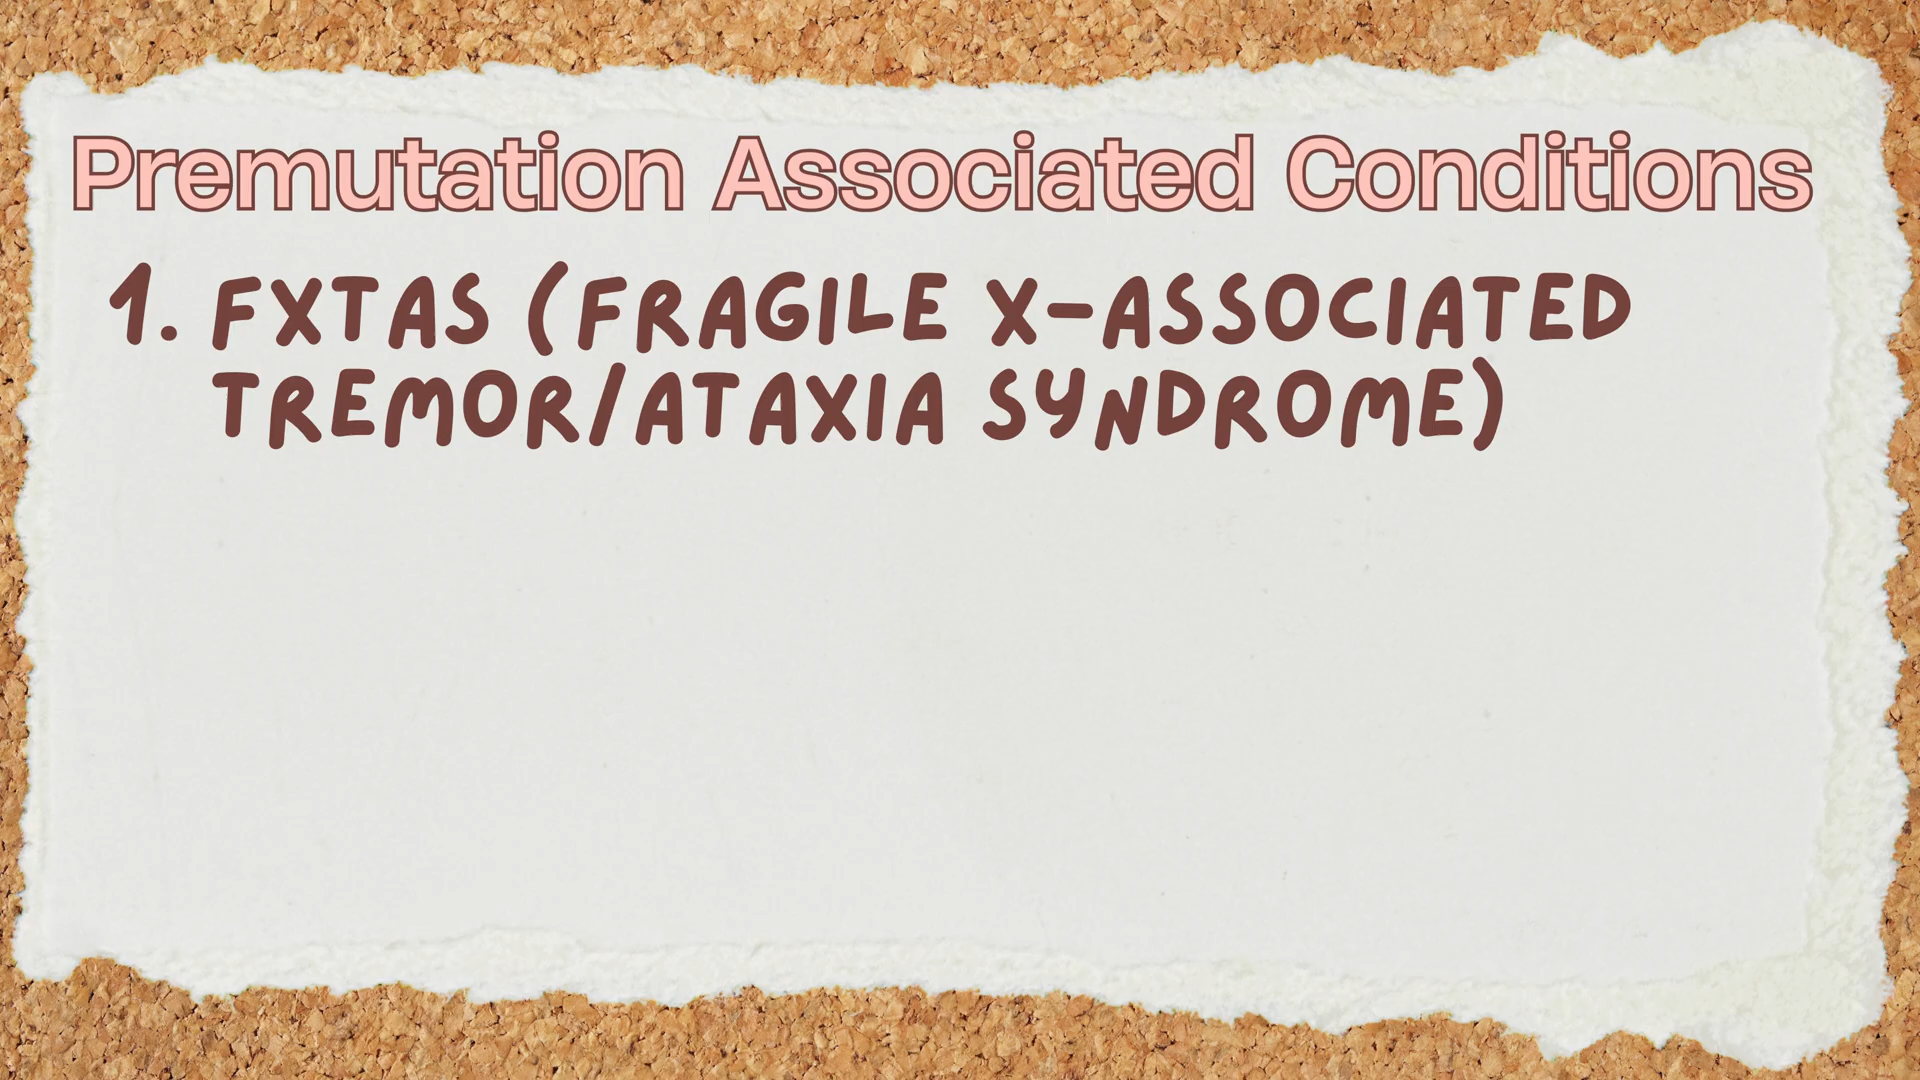 Premutation Associated Conditions
1. FXTAS (FRAGILE X-ASSOCIATED
TREMOR/ATAXIA SYNDROME)